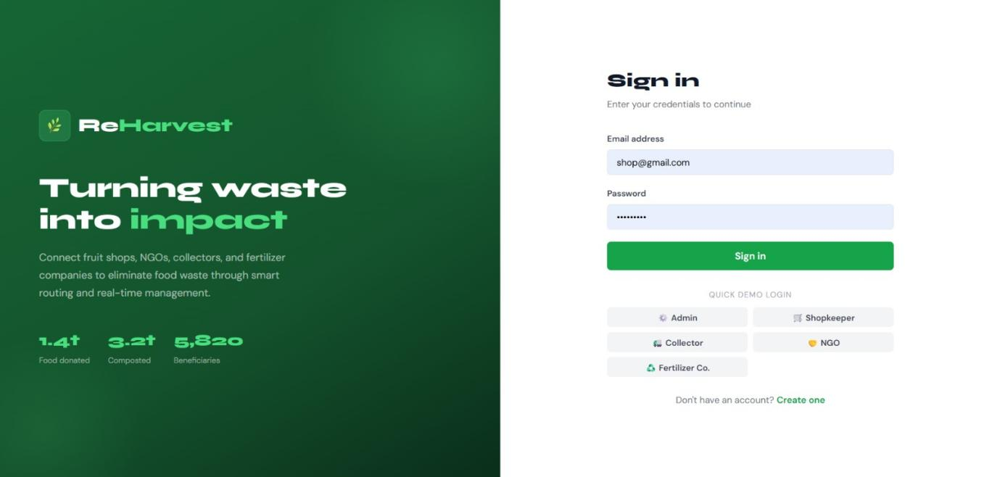 ReHarvest
Turning waste
into impact
Connect fruit shops, NGOs, collectors, and fertilizer
companies to eliminate food waste through smart
routing and real-time management.
1.4t 3.2t 5,820
Food donated Composted Beneficiaries
Sign in
Enter your credentials to continue
Email address
shop@gmail.com
Password
•••••••••
Sign in
QUICK DEMO LOGIN
Admin Shopkeeper
Collector NGO
Fertilizer Co.
Don't have an account? Create one